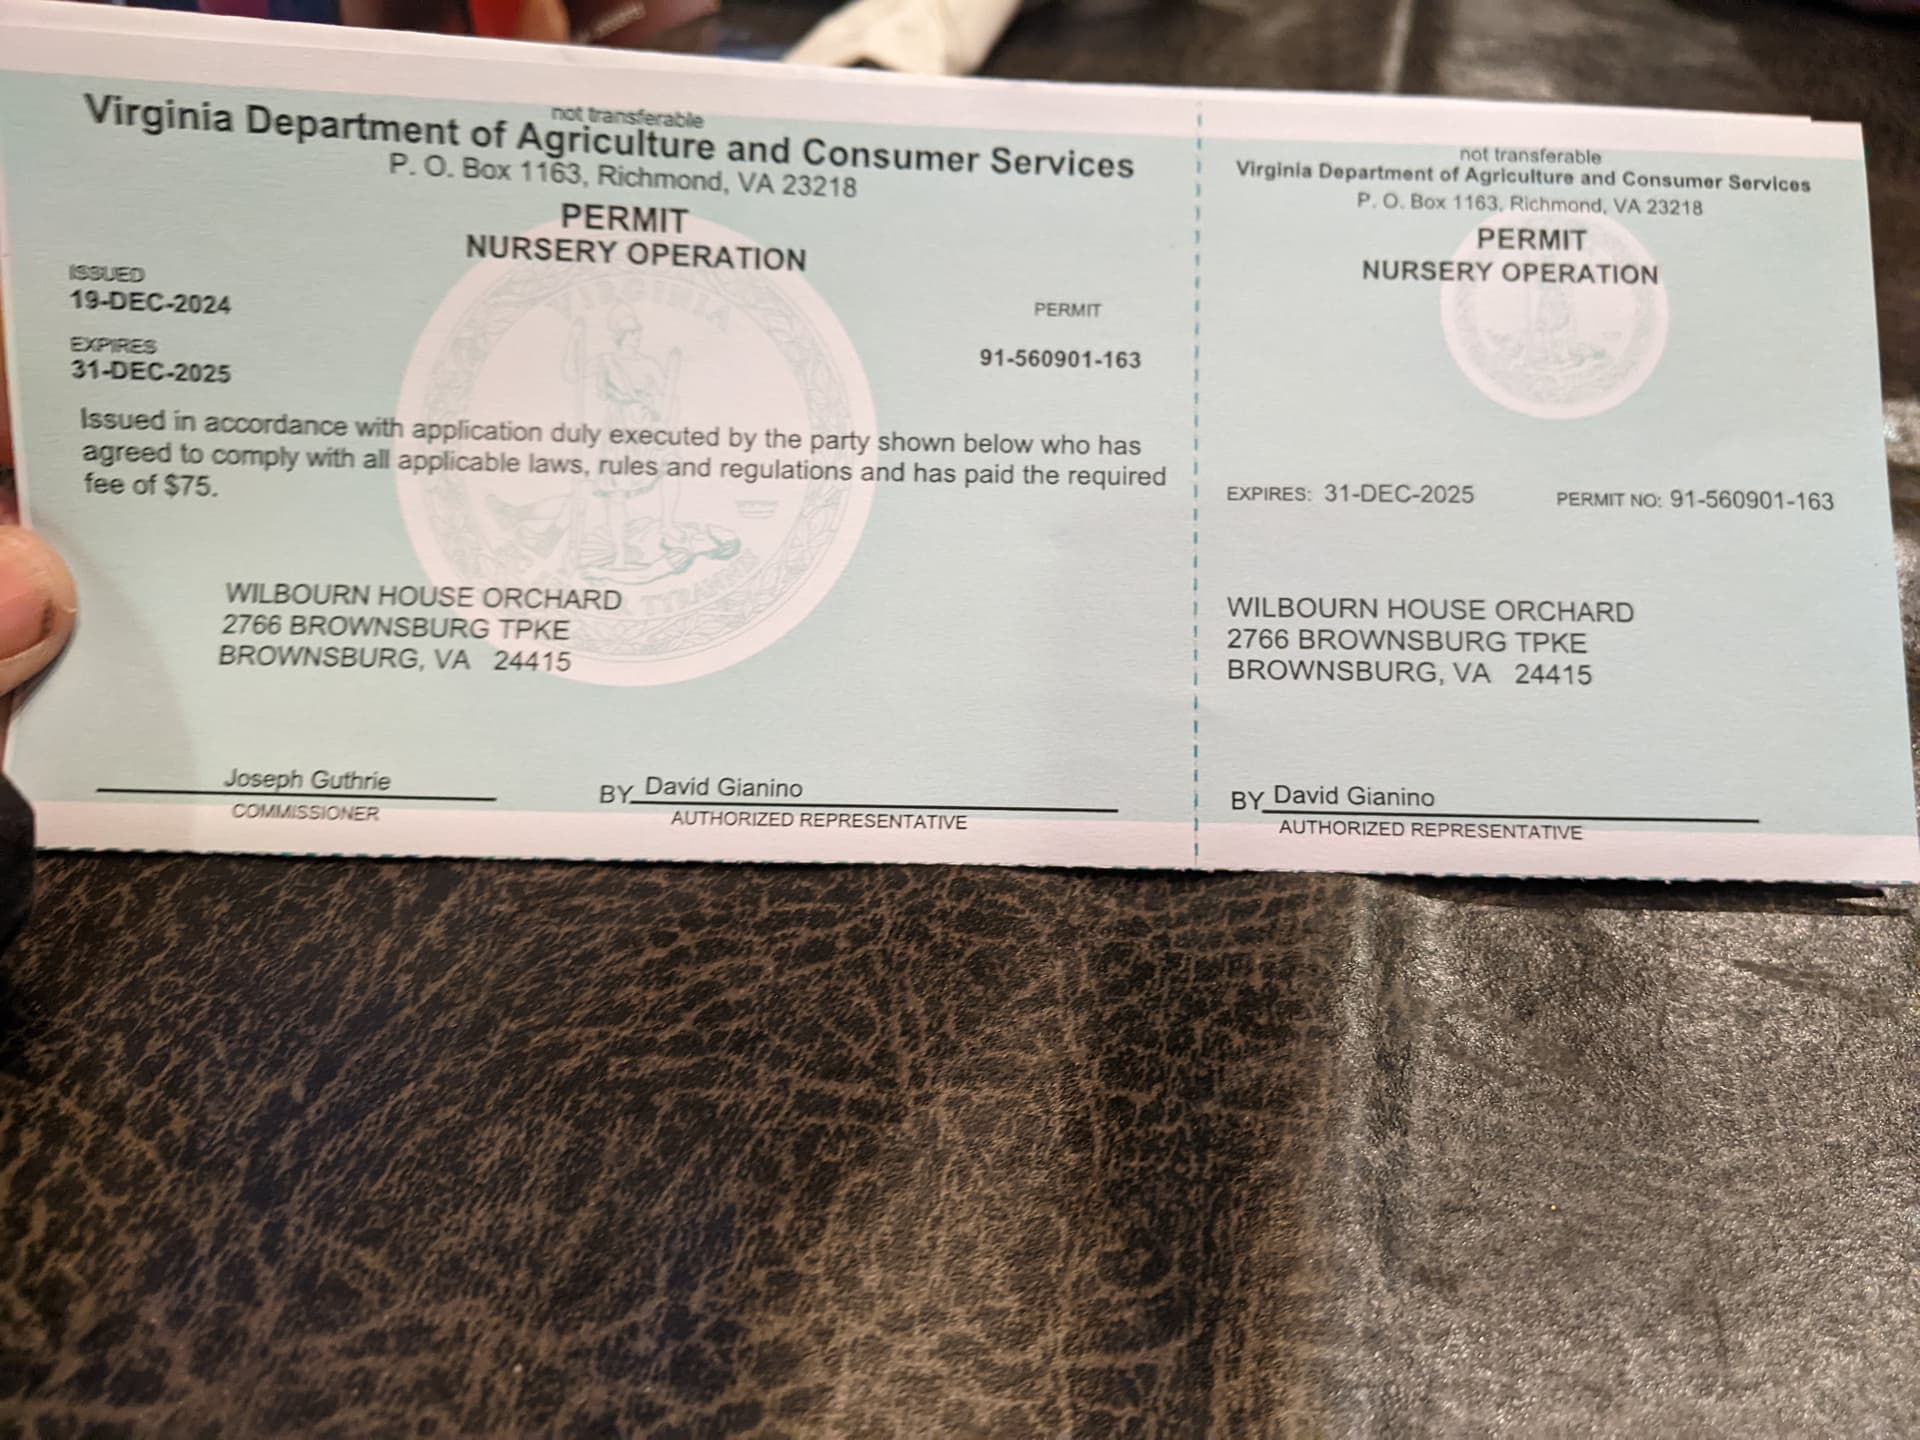 not transferable
Virginia Department of Agriculture and Consumer Services
P. O. Box 1163, Richmond, VA 23218
PERMIT
NURSERY OPERATION
ISSUED
19-DEC-2024
EXPIRES
31-DEC-2025
PERMIT
91-560901-163
Issued in accordance with application duly executed by the party shown below who has
agreed to comply with all applicable laws, rules and regulations and has paid the required
fee of $75.
WILBOURN HOUSE ORCHARD
2766 BROWNSBURG TPKE
BROWNSBURG, VA 24415
Joseph Guthrie
COMMISSIONER
BY David Gianino
AUTHORIZED REPRESENTATIVE
VIRGINIA
not transferable
Virginia Department of Agriculture and Consumer Services
P. O. Box 1163, Richmond, VA 23218
PERMIT
NURSERY OPERATION
EXPIRES: 31-DEC-2025 PERMIT NO: 91-560901-163
WILBOURN HOUSE ORCHARD
2766 BROWNSBURG TPKE
BROWNSBURG, VA 24415
BY David Gianino
AUTHORIZED REPRESENTATIVE